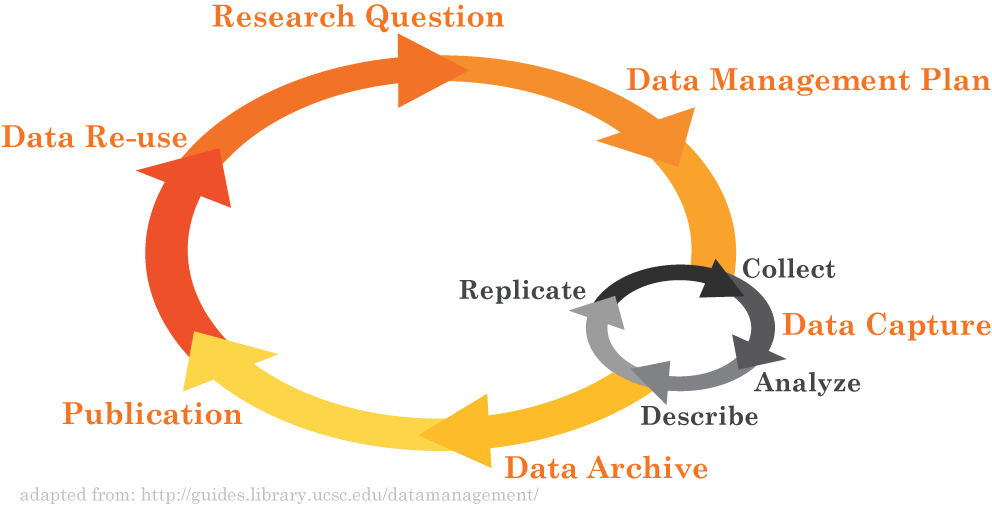 Research Question
Data Management Plan
Data Re-use
Collect
Replicate
Data Capture
Analyze
Describe
Publication
Data Archive
adapted from: http://guides.library.ucsc.edu/datamanagement/